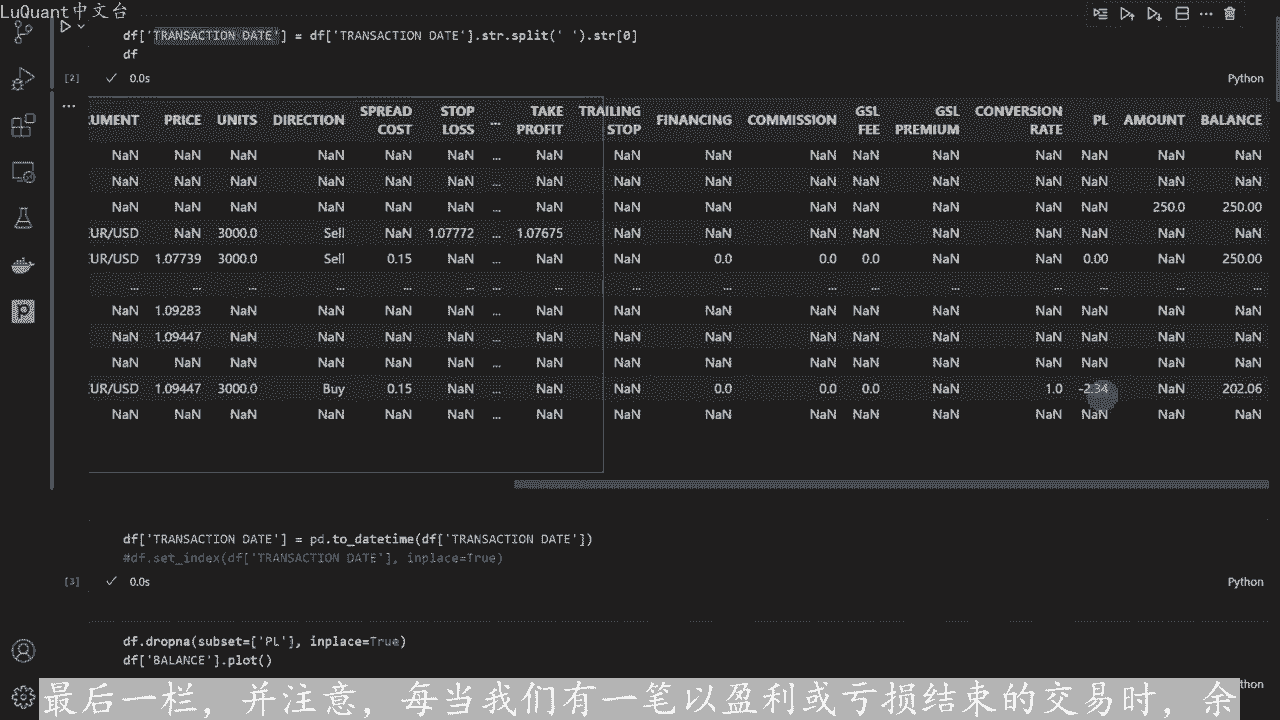 LuQuant中文台
df['TRANSACTION DATE'] = df['TRANSACTION DATE'].str.split(' ').str[0]
df
[2] 0.0s Python
...
UMENT PRICE UNITS DIRECTION SPREAD COST STOP LOSS ... TAKE PROFIT TRAILING STOP FINANCING COMMISSION GSL FEE GSL PREMIUM CONVERSION RATE PL AMOUNT BALANCE
NaN NaN NaN NaN NaN NaN ... NaN NaN NaN NaN NaN NaN NaN NaN NaN NaN
NaN NaN NaN NaN NaN NaN ... NaN NaN NaN NaN NaN NaN NaN NaN NaN NaN
NaN NaN NaN NaN NaN NaN ... NaN NaN NaN NaN NaN NaN NaN NaN 250.0 250.00
UR/USD NaN 3000.0 Sell NaN 1.07772 ... 1.07675 NaN NaN NaN NaN NaN NaN NaN NaN NaN
UR/USD 1.07739 3000.0 Sell 0.15 NaN ... NaN NaN 0.0 0.0 0.0 NaN NaN 0.00 NaN 250.00
... ... ... ... ... ... ... ... ... ... ... ... ... ... ... ... ...
NaN 1.09283 NaN NaN NaN NaN ... NaN NaN NaN NaN NaN NaN NaN NaN NaN NaN
NaN 1.09447 NaN NaN NaN NaN ... NaN NaN NaN NaN NaN NaN NaN NaN NaN NaN
NaN NaN NaN NaN NaN NaN ... NaN NaN NaN NaN NaN NaN NaN NaN NaN NaN
UR/USD 1.09447 3000.0 Buy 0.15 NaN ... NaN NaN 0.0 0.0 0.0 NaN 1.0 -2.34 NaN 202.06
NaN NaN NaN NaN NaN NaN ... NaN NaN NaN NaN NaN NaN NaN NaN NaN NaN
df['TRANSACTION DATE'] = pd.to_datetime(df['TRANSACTION DATE'])
#df.set_index(df['TRANSACTION DATE'], inplace=True)
[3] 0.0s Python
df.dropna(subset=['PL'], inplace=True)
df['BALANCE'].plot()
hon
最后一栏，并注意，每当我们有一笔以盈利或亏损结束的交易时，余